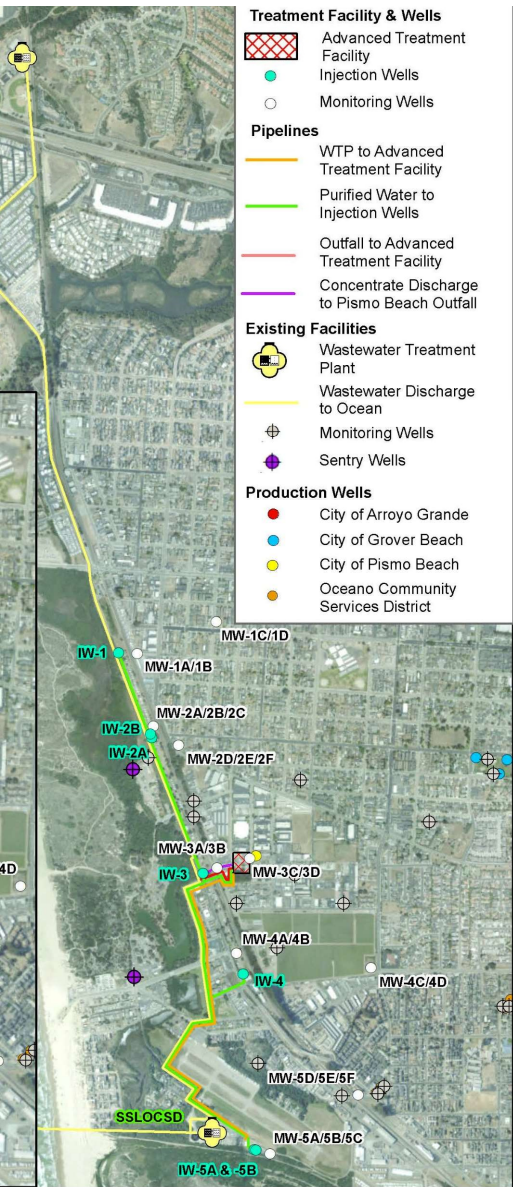 Treatment Facility & Wells
Advanced Treatment
Facility
Injection Wells
Monitoring Wells
Pipelines
WTP to Advanced
Treatment Facility
Purified Water to
Injection Wells
Outfall to Advanced
Treatment Facility
Concentrate Discharge
to Pismo Beach Outfall
Existing Facilities
Wastewater Treatment
Plant
Wastewater Discharge
to Ocean
Monitoring Wells
Sentry Wells
Production Wells
City of Arroyo Grande
City of Grover Beach
City of Pismo Beach
Oceano Community
Services District
MW-1C/1D
IW-1
MW-1A/1B
MW-2A/2B/2C
IW-2B
IW-2A
MW-2D/2E/2F
MW-3A/3B
4D
IW-3
MW-3C/3D
MW-4A/4B
IW-4
MW-4C/4D
MW-5D/5E/5F
SSLOCSD
MW-5A/5B/5C
IW-5A & -5B